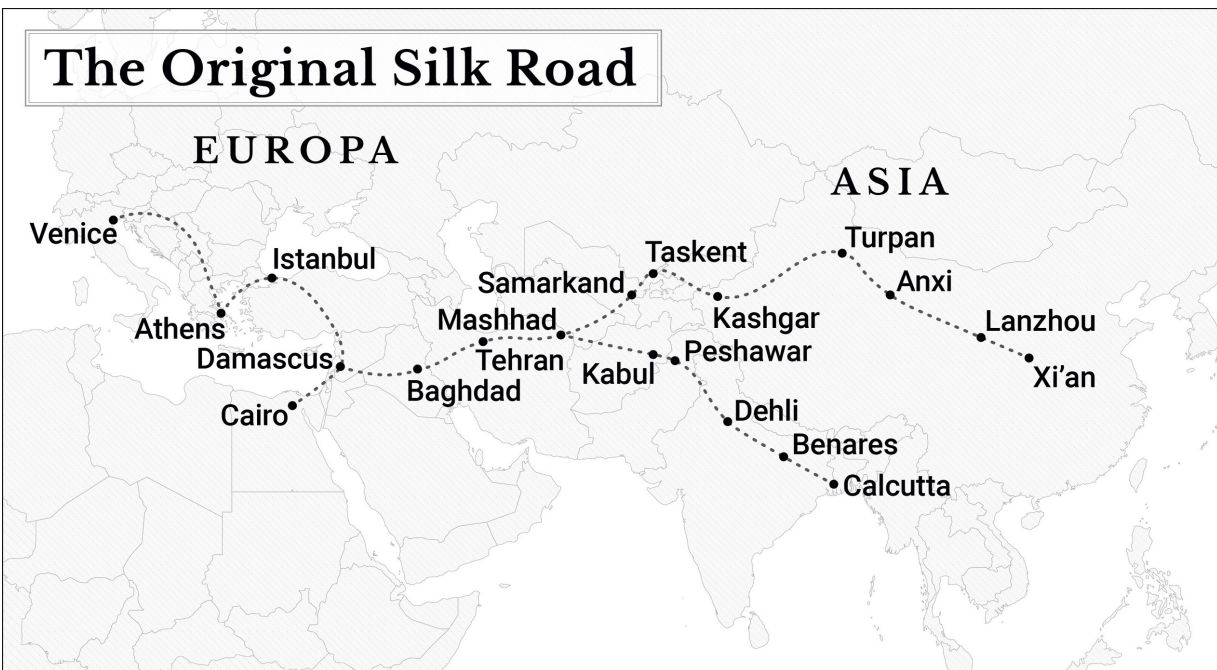 The Original Silk Road
EUROPA
ASIA
Venice
Istanbul
Athens
Damascus
Cairo
Baghdad
Tehran
Mashhad
Samarkand
Taskent
Kashgar
Turpan
Anxi
Lanzhou
Xi’an
Kabul
Peshawar
Dehli
Benares
Calcutta